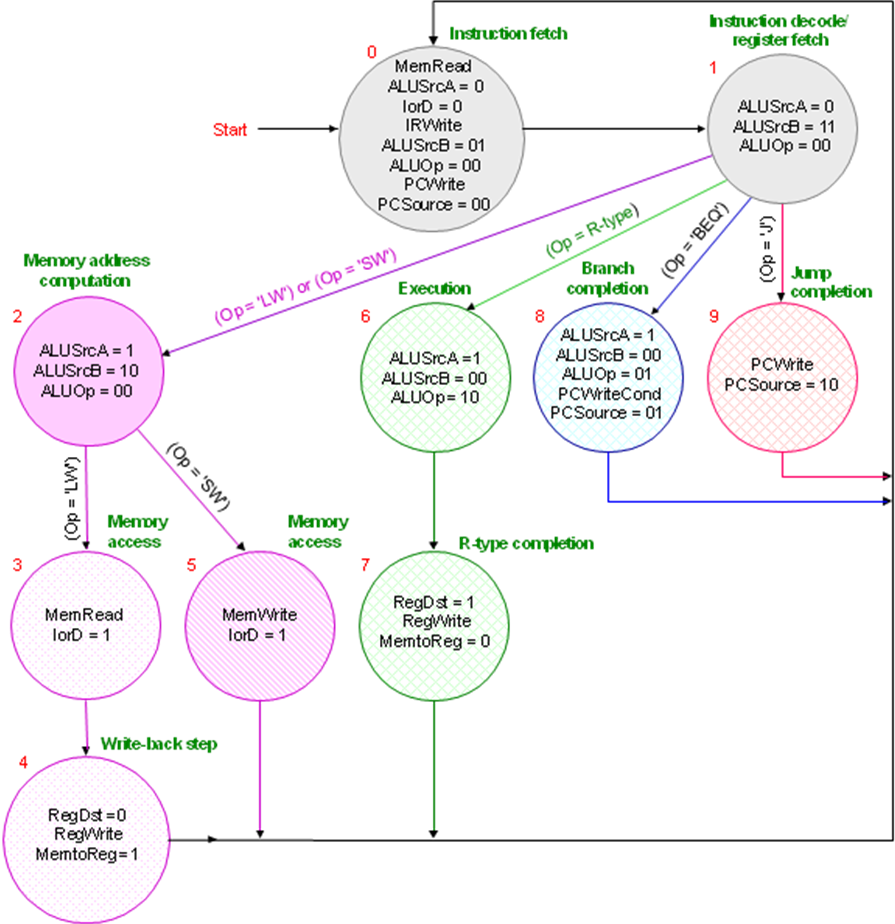 Instruction fetch
0
MemRead
ALUSrcA = 0
IorD = 0
IRWrite
ALUSrcB = 01
ALUOp = 00
PCWrite
PCSource = 00
Start
Instruction decode/
register fetch
1
ALUSrcA = 0
ALUSrcB = 11
ALUOp = 00
(Op = 'LW') or (Op = 'SW')
(Op = R-type)
(Op = 'BEQ')
(Op = 'J')
Memory address
computation
2
ALUSrcA = 1
ALUSrcB = 10
ALUOp = 00
Execution
6
ALUSrcA =1
ALUSrcB = 00
ALUOp= 10
Branch
completion
8
ALUSrcA = 1
ALUSrcB = 00
ALUOp = 01
PCWriteCond
PCSource = 01
Jump
completion
9
PCWrite
PCSource = 10
(Op = 'LW')
(Op = 'SW')
Memory
access
3
MemRead
IorD = 1
Memory
access
5
MemWrite
IorD = 1
R-type completion
7
RegDst = 1
RegWrite
MemtoReg = 0
Write-back step
4
RegDst =0
RegWrite
MemtoReg= 1